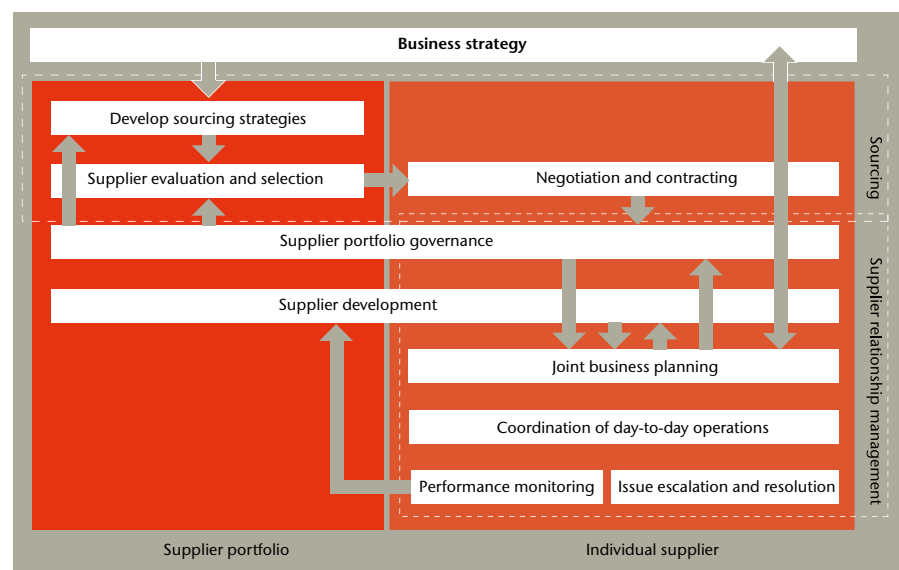 Business strategy
Develop sourcing strategies
Supplier evaluation and selection
Negotiation and contracting
Sourcing
Supplier portfolio governance
Supplier development
Joint business planning
Coordination of day-to-day operations
Performance monitoring
Issue escalation and resolution
Supplier relationship management
Supplier portfolio
Individual supplier